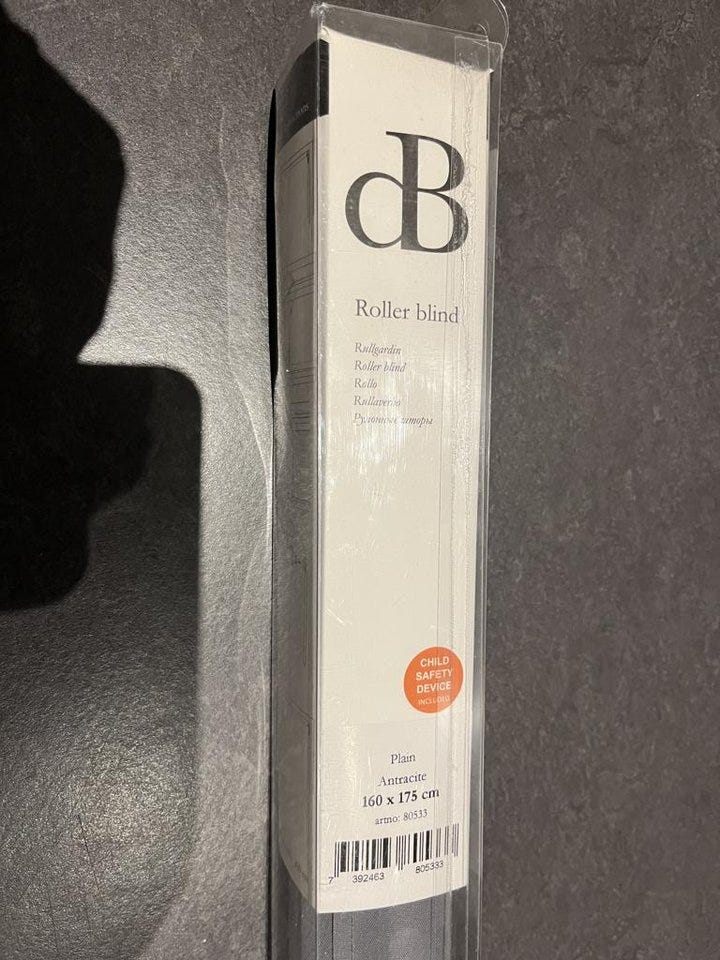 dB
Roller blind
Rullgardin
Roller blind
Rollo
Rullaverho
Рулонные шторы
CHILD
SAFETY
DEVICE
INCLUDED
Plain
Antracite
160 x 175 cm
artno: 80533
7 392463 805333